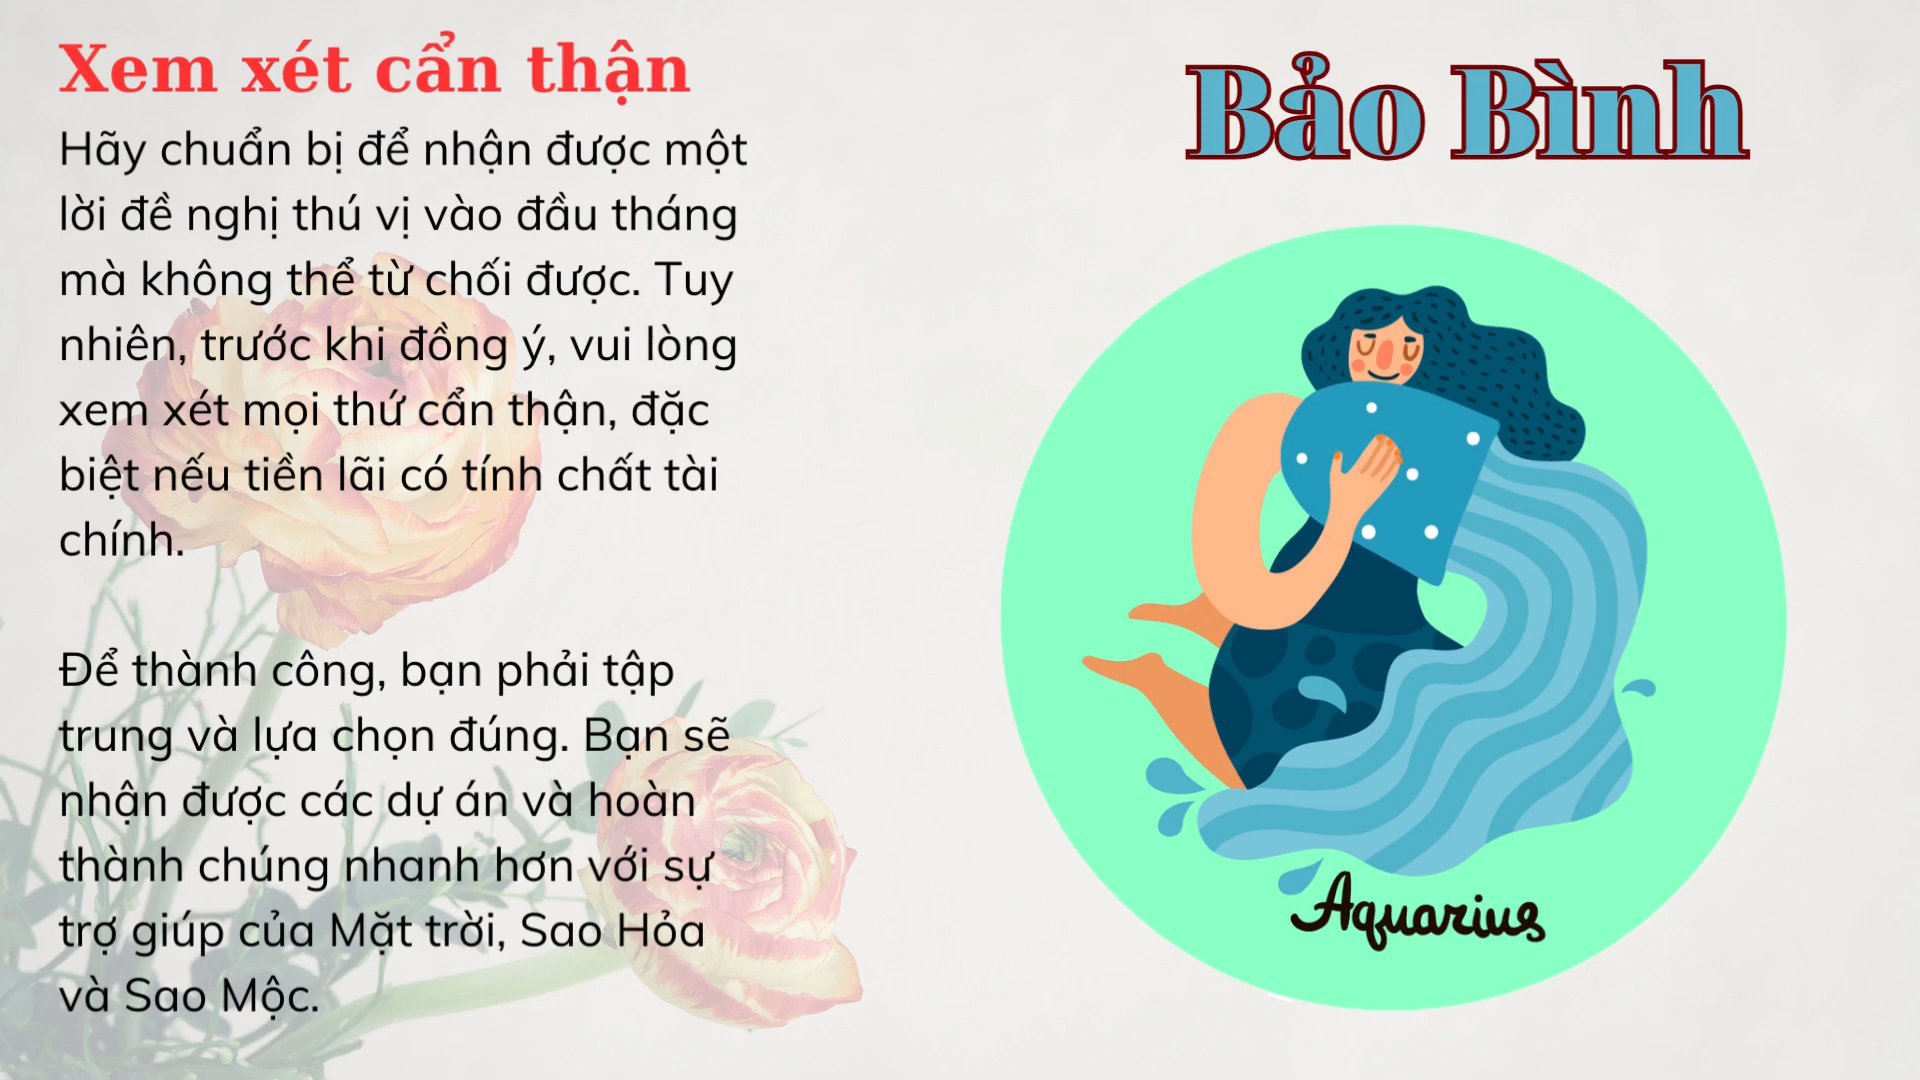 Xem xét cẩn thận
Hãy chuẩn bị để nhận được một
lời đề nghị thú vị vào đầu tháng
mà không thể từ chối được. Tuy
nhiên, trước khi đồng ý, vui lòng
xem xét mọi thứ cẩn thận, đặc
biệt nếu tiền lãi có tính chất tài
chính.
Để thành công, bạn phải tập
trung và lựa chọn đúng. Bạn sẽ
nhận được các dự án và hoàn
thành chúng nhanh hơn với sự
trợ giúp của Mặt trời, Sao Hỏa
và Sao Mộc.
Bảo Bình
Aquarius